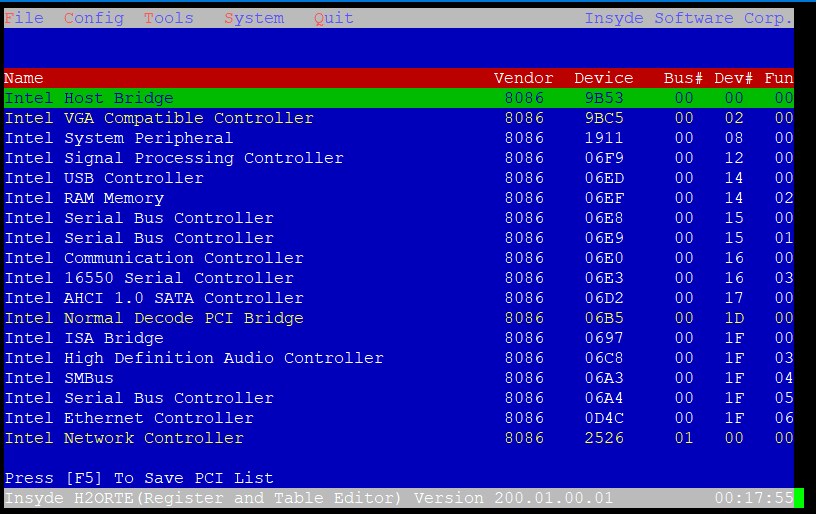 File Config Tools System Quit Insyde Software Corp.
Name Vendor Device Bus# Dev# Fun
Intel Host Bridge 8086 9B53 00 00 00
Intel VGA Compatible Controller 8086 9BC5 00 02 00
Intel System Peripheral 8086 1911 00 08 00
Intel Signal Processing Controller 8086 06F9 00 12 00
Intel USB Controller 8086 06ED 00 14 00
Intel RAM Memory 8086 06EF 00 14 02
Intel Serial Bus Controller 8086 06E8 00 15 00
Intel Serial Bus Controller 8086 06E9 00 15 01
Intel Communication Controller 8086 06E0 00 16 00
Intel 16550 Serial Controller 8086 06E3 00 16 03
Intel AHCI 1.0 SATA Controller 8086 06D2 00 17 00
Intel Normal Decode PCI Bridge 8086 06B5 00 1D 00
Intel ISA Bridge 8086 0697 00 1F 00
Intel High Definition Audio Controller 8086 06C8 00 1F 03
Intel SMBus 8086 06A3 00 1F 04
Intel Serial Bus Controller 8086 06A4 00 1F 05
Intel Ethernet Controller 8086 0D4C 00 1F 06
Intel Network Controller 8086 2526 01 00 00
Press [F5] To Save PCI List
Insyde H2ORTE(Register and Table Editor) Version 200.01.00.01 00:17:55